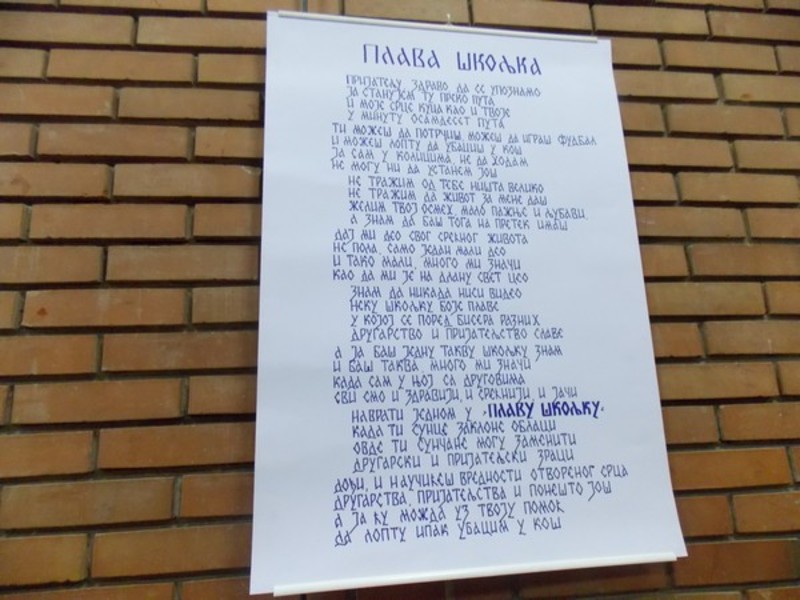 ПЛАВА ШКОЉКА
ПРИЈАТЕЉУ ЗДРАВО ДА СЕ УПОЗНАМО
ЈА СТАНУЈЕМ ТУ ПРЕКО ПУТА
И МОЈЕ СРЦЕ КУЦА КАО И ТВОЈЕ
У МИНУТУ ОСАМДЕСЕТ ПУТА
ТИ МОЖЕШ ДА ПОТРЧИШ, МОЖЕШ ДА ИГРАШ ФУДБАЛ
И МОЖЕШ ЛОПТУ ДА УБАЦИШ У КОШ
ЈА САМ У КОЛИЦИМА, НЕ ДА ХОДАМ
НЕ МОГУ НИ ДА УСТАНЕМ ЈОШ
НЕ ТРАЖИМ ОД ТЕБЕ НИШТА ВЕЛИКО
НЕ ТРАЖИМ ДА ЖИВОТ ЗА МЕНЕ ДАШ
ЖЕЛИМ ТВОЈ ОСМЕХ, МАЛО ПАЖЊЕ И ЉУБАВИ,
А ЗНАМ ДА БАШ ТОГА НА ПРЕТЕК ИМАШ
ДАЈ МИ ДЕО СВОГ СРЕЋНОГ ЖИВОТА
НЕ ПОЛА, САМО ЈЕДАН МАЛИ ДЕО
И ТАКО МАЛИ, МНОГО МИ ЗНАЧИ
КАО ДА МИ ЈЕ НА ДЛАНУ СВЕТ ЦЕО
ЗНАМ ДА НИКАДА НИСИ ВИДЕО
НЕКУ ШКОЉКУ БОЈЕ ПЛАВЕ
У КОЈОЈ СЕ ПОРЕД БИСЕРА РАЗНИХ
ДРУГАРСТВО И ПРИЈАТЕЉСТВО СЛАВЕ
А ЈА БАШ ЈЕДНУ ТАКВУ ШКОЉКУ ЗНАМ
И БАШ ТАКВА, МНОГО МИ ЗНАЧИ
КАДА САМ У ЊОЈ СА ДРУГОВИМА
СВИ СМО И ЗДРАВИЈИ, И СРЕЋНИЈИ, И ЈАЧИ
НАВРАТИ ЈЕДНОМ У „ПЛАВУ ШКОЉКУ“
КАДА ТИ СУНЦЕ ЗАКЛОНЕ ОБЛАЦИ
ОВДЕ ТИ СУНЧАНЕ МОГУ ЗАМЕНИТИ
ДРУГАРСКИ И ПРИЈАТЕЉСКИ ЗРАЦИ
ДОЂИ, И НАУЧИЋЕШ ВРЕДНОСТИ ОТВОРЕНОГ СРЦА
ДРУГАРСТВА, ПРИЈАТЕЉСТВА И ПОНЕШТО ЈОШ
А ЈА ЋУ МОЖДА УЗ ТВОЈУ ПОМОЋ
ДА ЛОПТУ ИПАК УБАЦИМ У КОШ